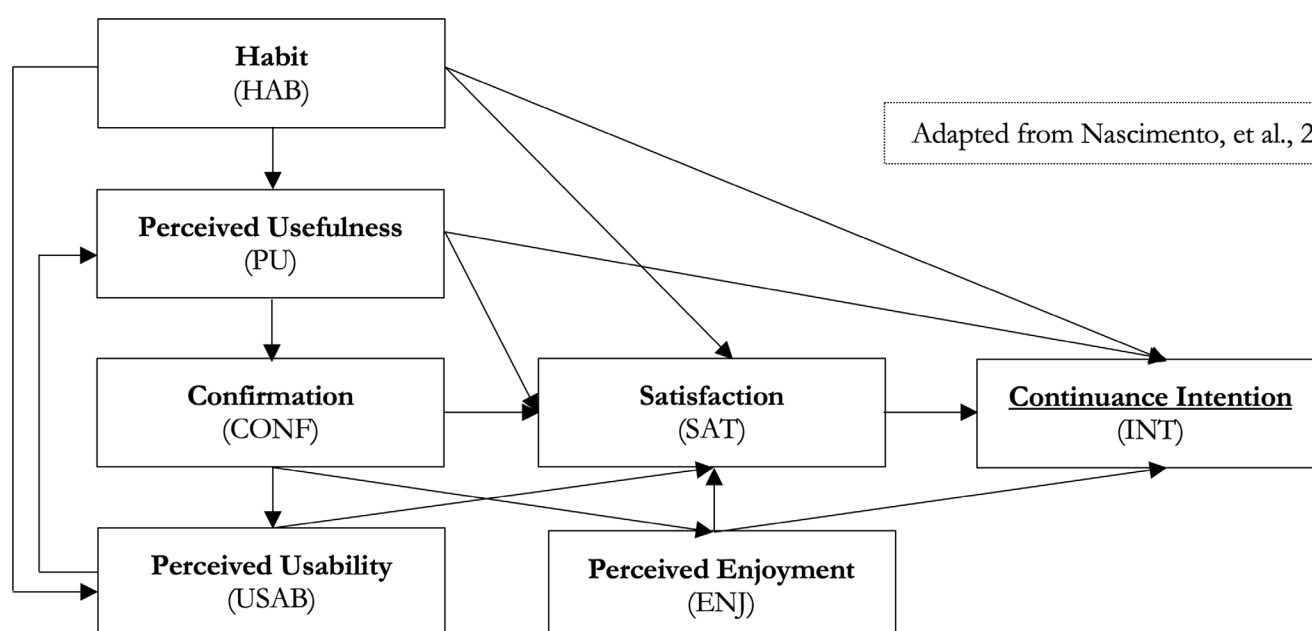 Habit
(HAB)
Adapted from Nascimento, et al., 2
Perceived Usefulness
(PU)
Confirmation
(CONF)
Satisfaction
(SAT)
Continuance Intention
(INT)
Perceived Usability
(USAB)
Perceived Enjoyment
(ENJ)